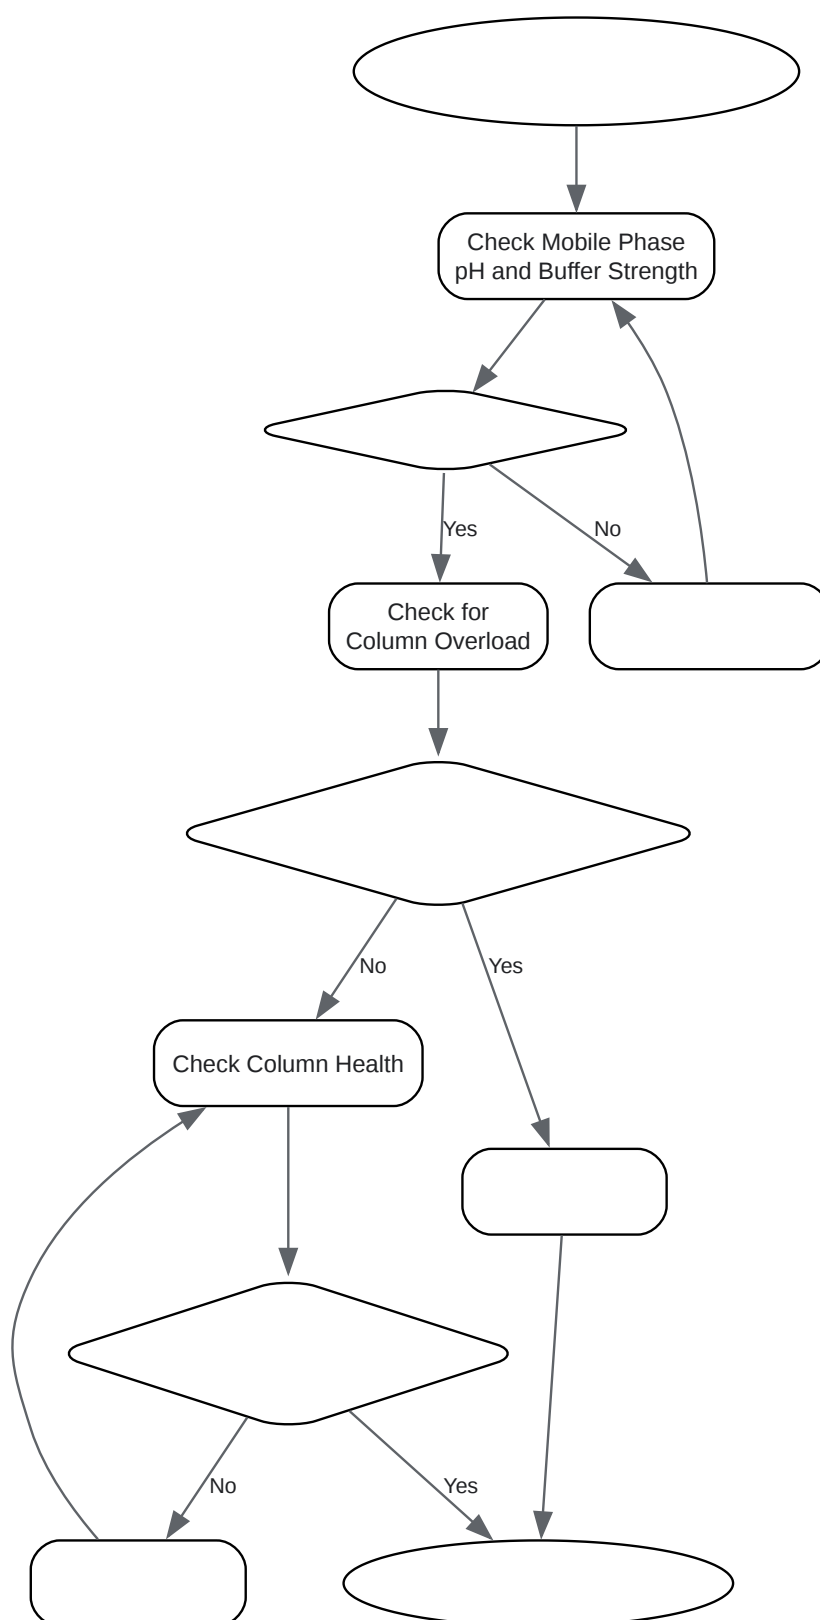 Check Mobile Phase
pH and Buffer Strength
Yes
No
Check for
Column Overload
No
Yes
Check Column Health
No
Yes